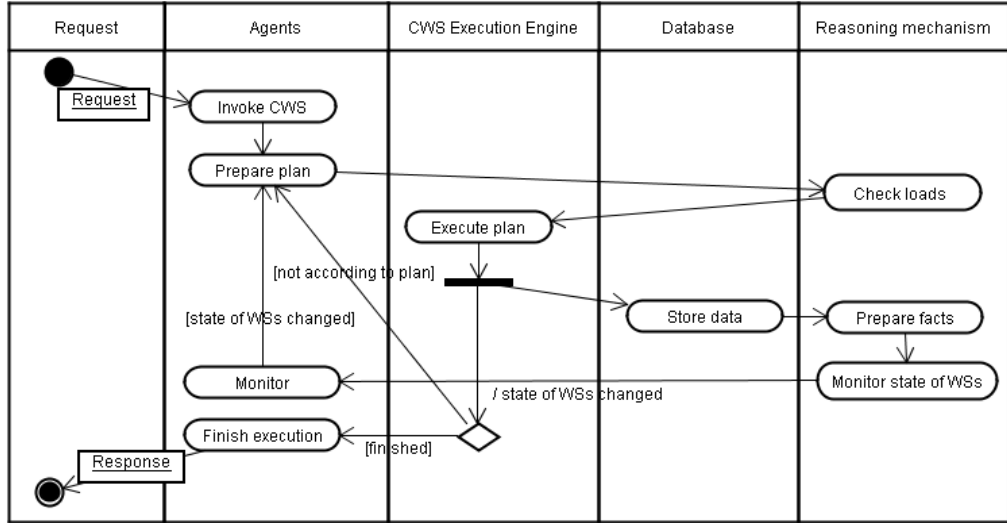 Request
Agents
CWS Execution Engine
Database
Reasoning mechanism
Request
Invoke CWS
Prepare plan
Check loads
Execute plan
[not according to plan]
[state of WSs changed]
Store data
Prepare facts
Monitor
Monitor state of WSs
/ state of WSs changed
Finish execution
[finished]
Response